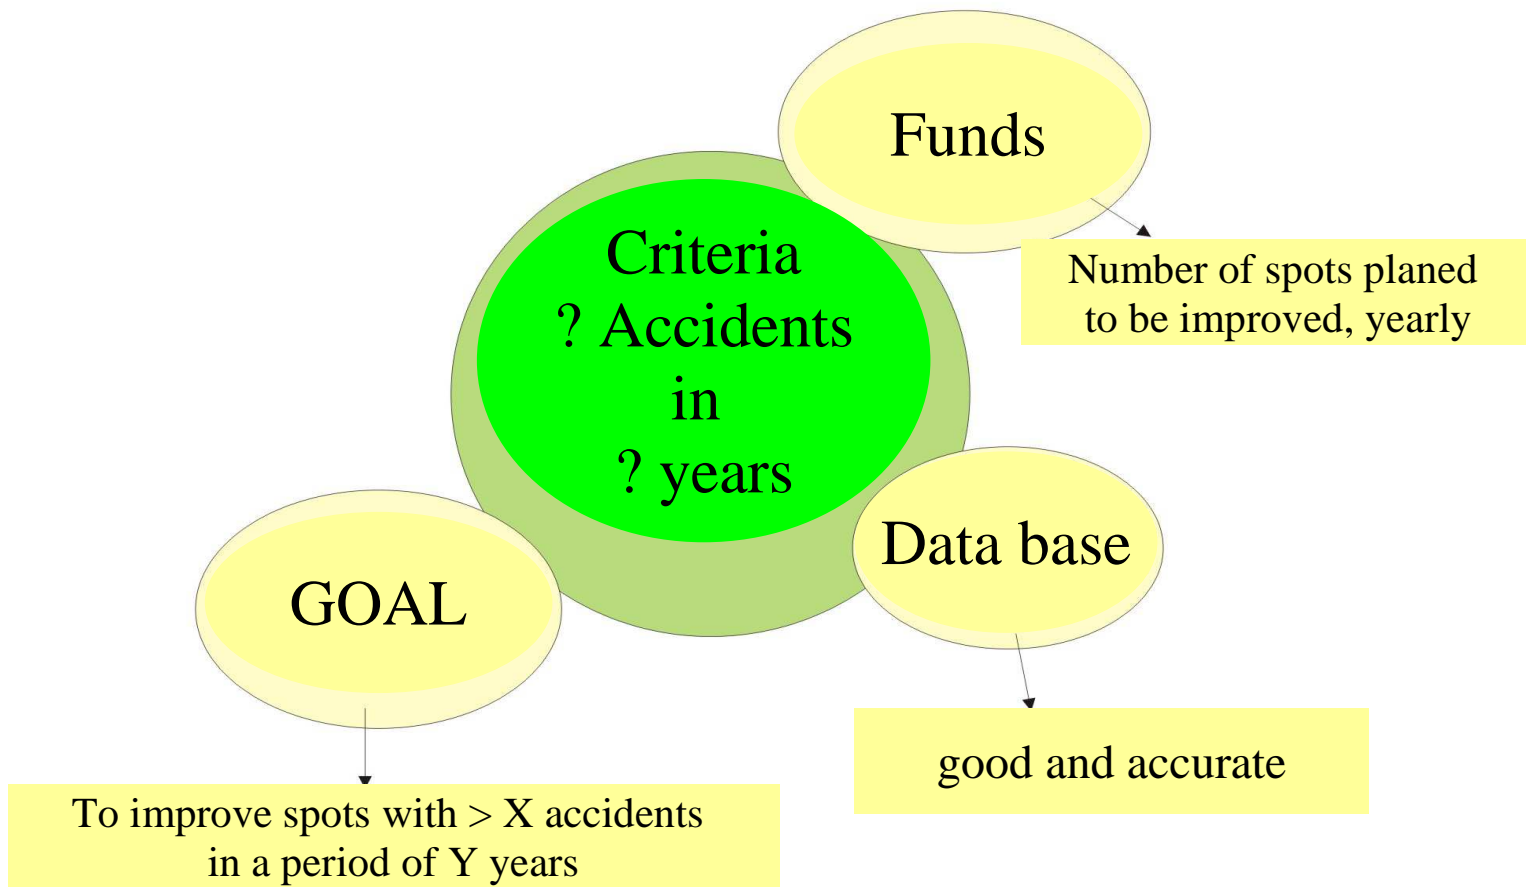 Funds
Number of spots planed
to be improved, yearly
Criteria
? Accidents
in
? years
Data base
good and accurate
GOAL
To improve spots with > X accidents
in a period of Y years